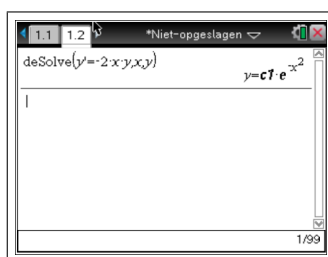 1.1 1.2 *Niet-opgeslagen
deSolve(y'=-2·x·y,x,y)
y=c1·e^-x^2
1/99